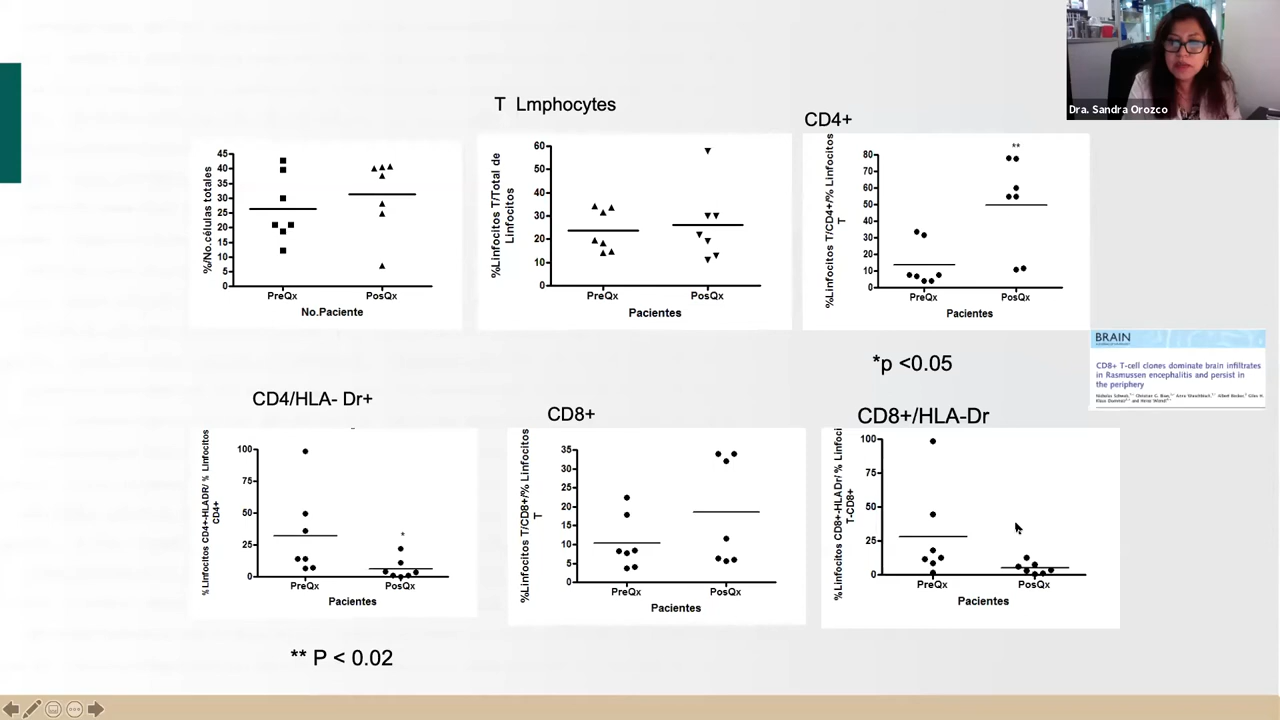 Dra. Sandra Orozco
T Lmphocytes
CD4+
%/No.células totales
45
40
35
30
25
20
15
10
5
0
PreQx PosQx
No.Paciente
%Linfocitos T/Total de
Linfocitos
60
50
40
30
20
10
0
PreQx PosQx
Pacientes
%Linfocitos T/CD4+/% Linfocitos
T
80
70
60
50
40
30
20
10
0
**
PreQx PosQx
Pacientes
*p <0.05
BRAIN
CD8+ T-cell clones dominate brain infiltrates
in Rasmussen encephalitis and persist in
the periphery
CD4/HLA- Dr+
CD8+
CD8+/HLA-Dr
%Linfocitos CD4+-HLADR/ % Linfocitos
CD4+
100
75
50
25
0
*
PreQx PosQx
Pacientes
%Linfocitos T/CD8+/% Linfocitos
T
35
30
25
20
15
10
5
0
PreQx PosQx
Pacientes
%Linfocitos CD8+-HLADr/ % Linfoci
T-CD8+
100
75
50
25
0
PreQx PosQx
Pacientes
** P < 0.02